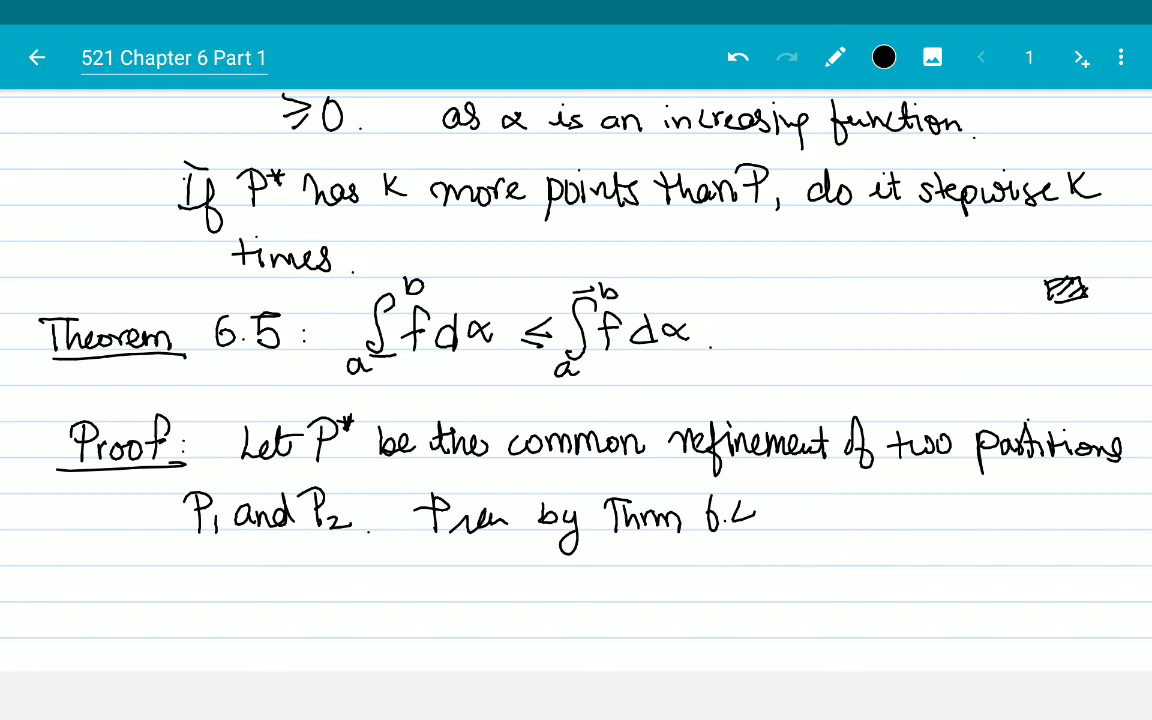 521 Chapter 6 Part 1
1
≥0. as α is an increasing function.
If P* has K more points than P, do it stepwise K
times.
Theorem 6.5: ∫_a^b f dα ≤ ∫̄_a^b f dα.
Proof: Let P* be the common refinement of two partitions
P₁ and P₂. Then by Thm 6.